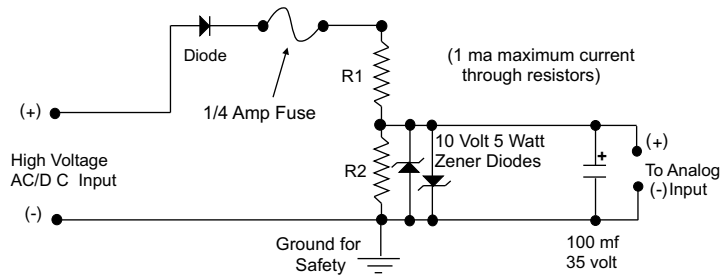 Diode
1/4 Amp Fuse
R1
(1 ma maximum current
through resistors)
(+)
High Voltage
AC/D C Input
(-)
R2
10 Volt 5 Watt
Zener Diodes
+
(+)
To Analog
(-) Input
Ground for
Safety
100 mf
35 volt